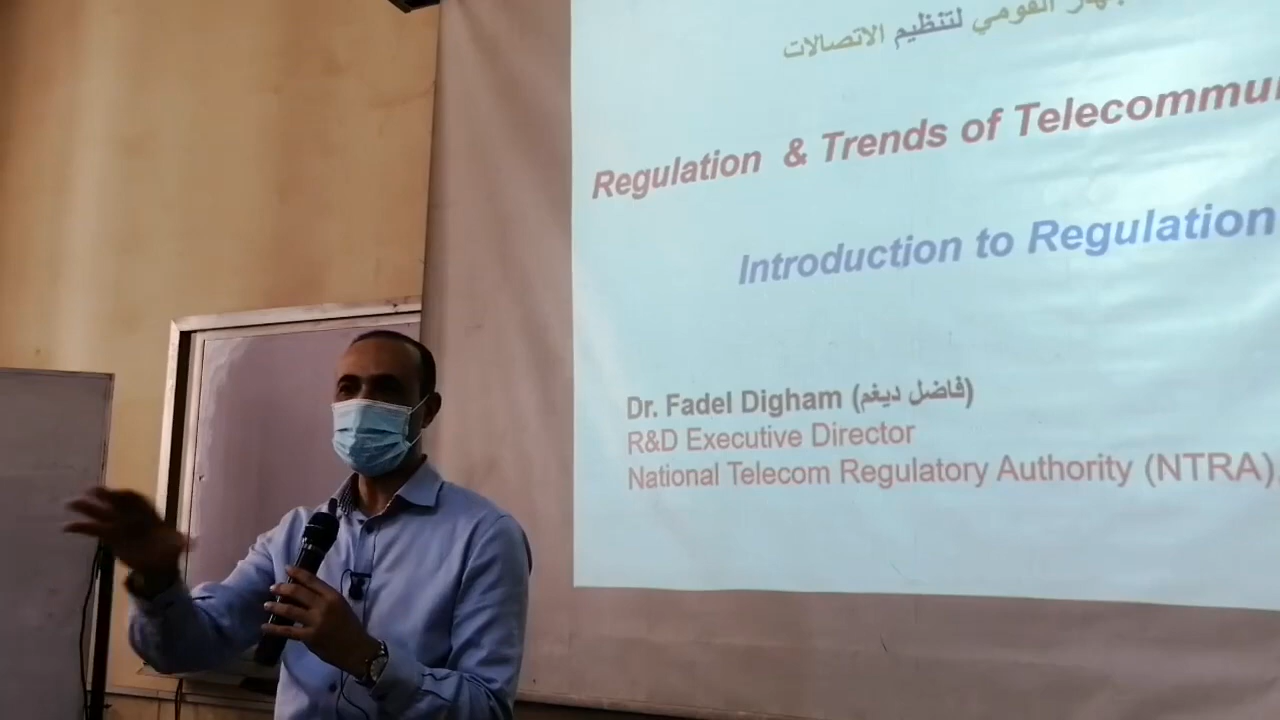 القومي لتنظيم الاتصالات
Regulation & Trends of
Introduction to Regulation
Dr. Fadel Digham (فاضل ديغم)
R&D Executive Director
National Telecom Regulatory Authority (NTRA)